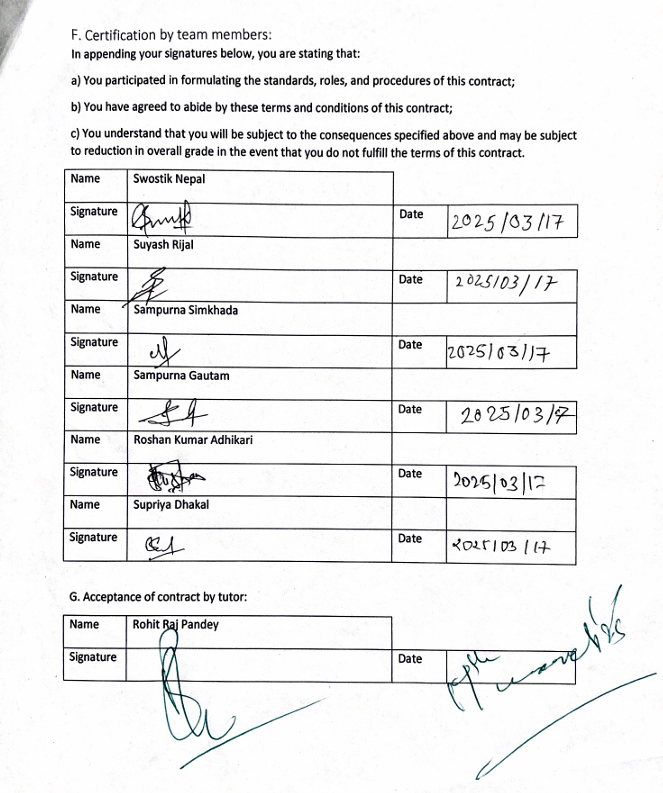 F. Certification by team members:
In appending your signatures below, you are stating that:
a) You participated in formulating the standards, roles, and procedures of this contract;
b) You have agreed to abide by these terms and conditions of this contract;
c) You understand that you will be subject to the consequences specified above and may be subject
to reduction in overall grade in the event that you do not fulfill the terms of this contract.
Name Swostik Nepal
Signature Date 2025/03/17
Name Suyash Rijal
Signature Date 2025/03/17
Name Sampurna Simkhada
Signature Date 2025/03/17
Name Sampurna Gautam
Signature Date 2025/03/17
Name Roshan Kumar Adhikari
Signature Date 2025/03/17
Name Supriya Dhakal
Signature Date 2025/03/17
G. Acceptance of contract by tutor:
Name Rohit Raj Pandey
Signature Date